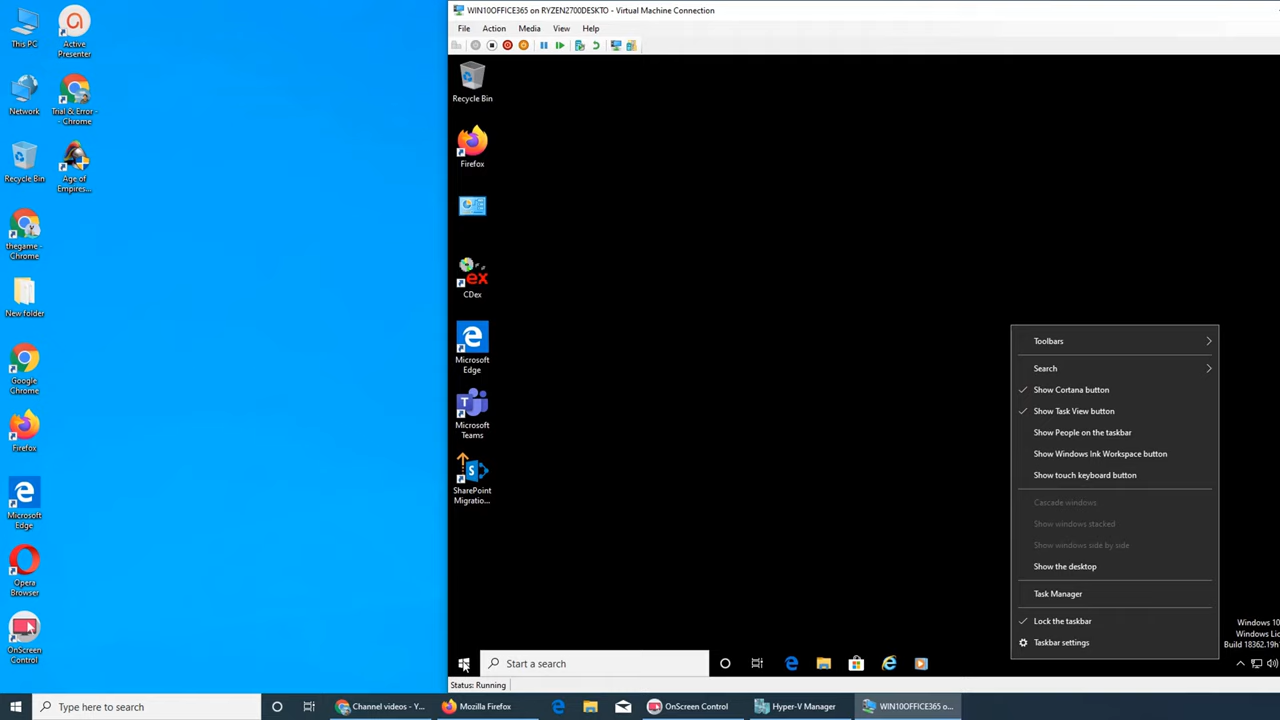 WIN10OFFICE365 on RYZEN2700DESKTO - Virtual Machine Connection
File Action Media View Help
This PC
Active
Presenter
Network
Trial & Error -
- Chrome
Recycle Bin
Age of
Empires...
thegame -
Chrome
New folder
Google
Chrome
Firefox
Microsoft
Edge
Opera
Browser
OnScreen
Control
Recycle Bin
Firefox
CDex
Microsoft
Edge
Microsoft
Teams
SharePoint
Migratio...
Toolbars
Search
Show Cortana button
Show Task View button
Show People on the taskbar
Show Windows Ink Workspace button
Show touch keyboard button
Cascade windows
Show windows stacked
Show windows side by side
Show the desktop
Task Manager
Lock the taskbar
Taskbar settings
Windows 10
Windows Lic
Build 18362.19h
Start a search
Status: Running
Type here to search
Channel videos - Y...
Mozilla Firefox
OnScreen Control
Hyper-V Manager
WIN10OFFICE365 o...